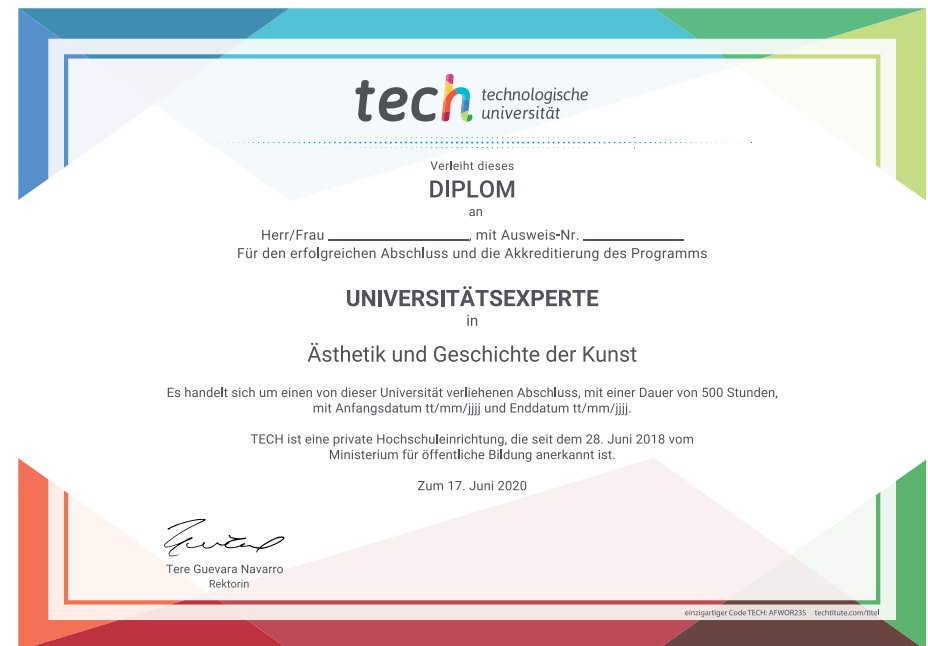 tech technologische
universität
Verleiht dieses
DIPLOM
an
Herr/Frau ____________________, mit Ausweis-Nr. ______________
Für den erfolgreichen Abschluss und die Akkreditierung des Programms
UNIVERSITÄTSEXPERTE
in
Ästhetik und Geschichte der Kunst
Es handelt sich um einen von dieser Universität verliehenen Abschluss, mit einer Dauer von 500 Stunden,
mit Anfangsdatum tt/mm/jjjj und Enddatum tt/mm/jjjj.
TECH ist eine private Hochschuleinrichtung, die seit dem 28. Juni 2018 vom
Ministerium für öffentliche Bildung anerkannt ist.
Zum 17. Juni 2020
Tere Guevara Navarro
Rektorin
einzigartiger Code TECH: AFWOR23S techtitute.com/titel